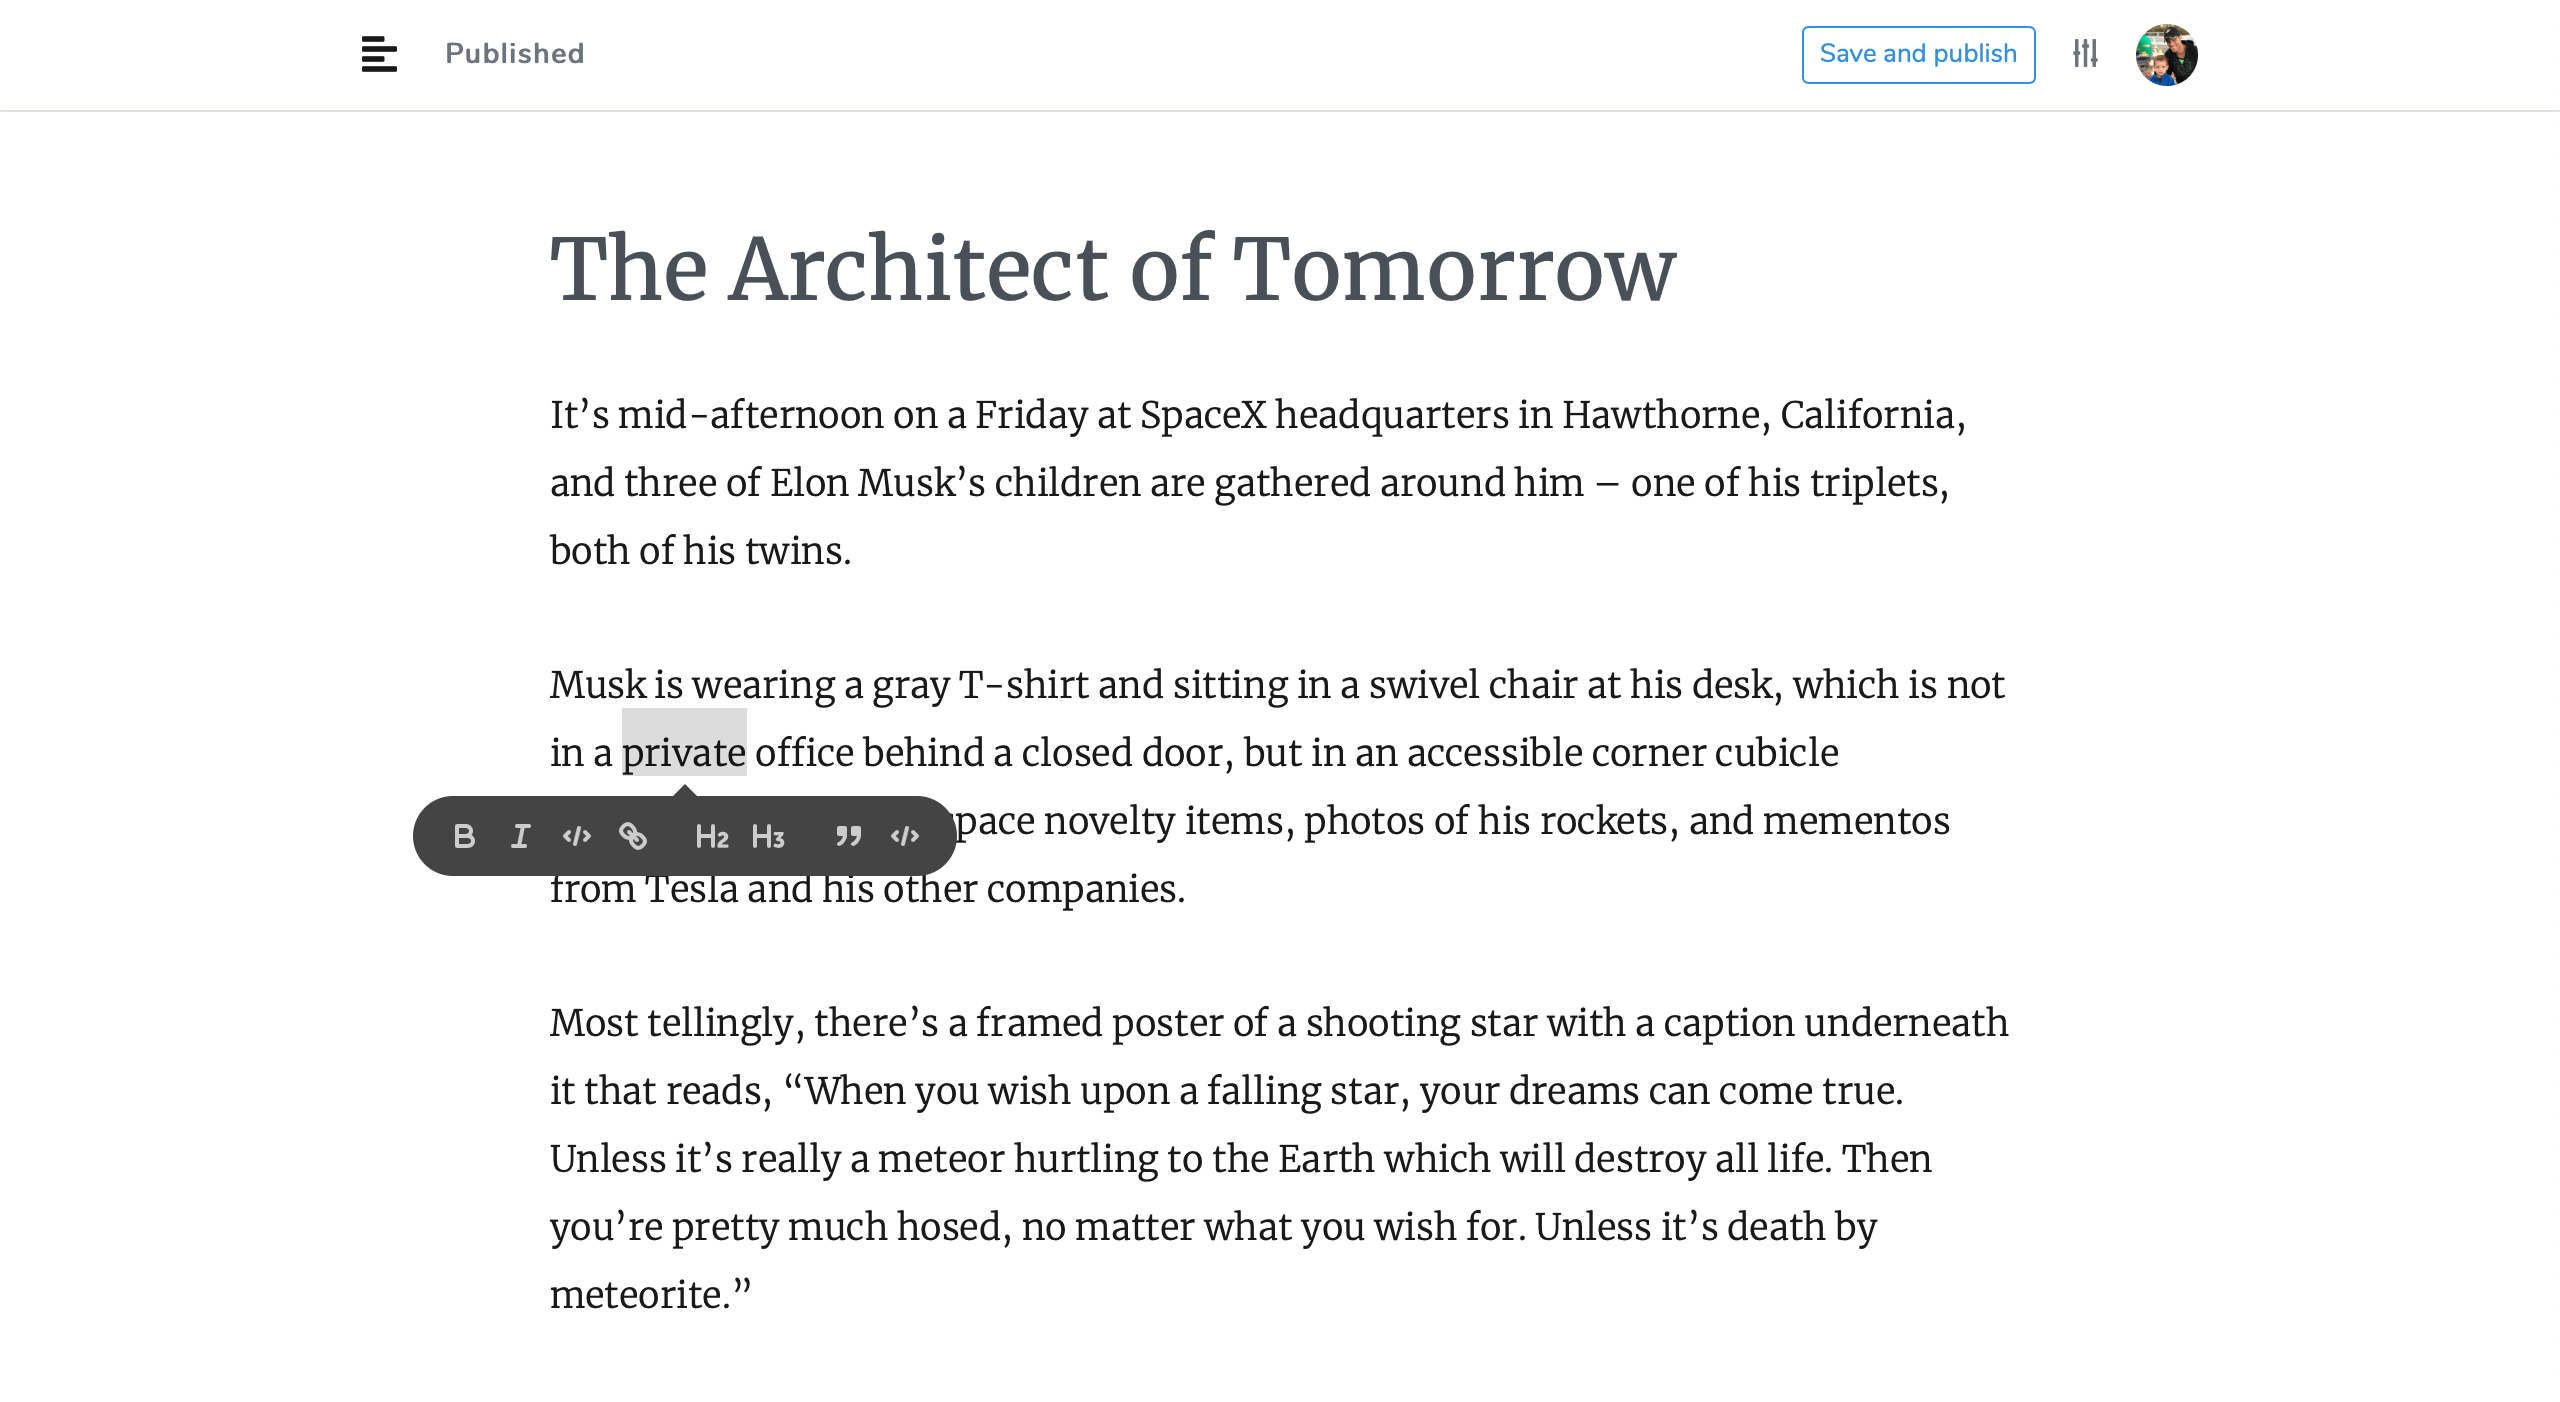 Published
Save and publish
The Architect of Tomorrow
It’s mid-afternoon on a Friday at SpaceX headquarters in Hawthorne, California,
and three of Elon Musk’s children are gathered around him – one of his triplets,
both of his twins.
Musk is wearing a gray T-shirt and sitting in a swivel chair at his desk, which is not
in a private office behind a closed door, but in an accessible corner cubicle
novelty items, photos of his rockets, and mementos
B I </> H2 H3 ” </>
from Tesla and his other companies.
Most tellingly, there’s a framed poster of a shooting star with a caption underneath
it that reads, “When you wish upon a falling star, your dreams can come true.
Unless it’s really a meteor hurtling to the Earth which will destroy all life. Then
you’re pretty much hosed, no matter what you wish for. Unless it’s death by
meteorite.”